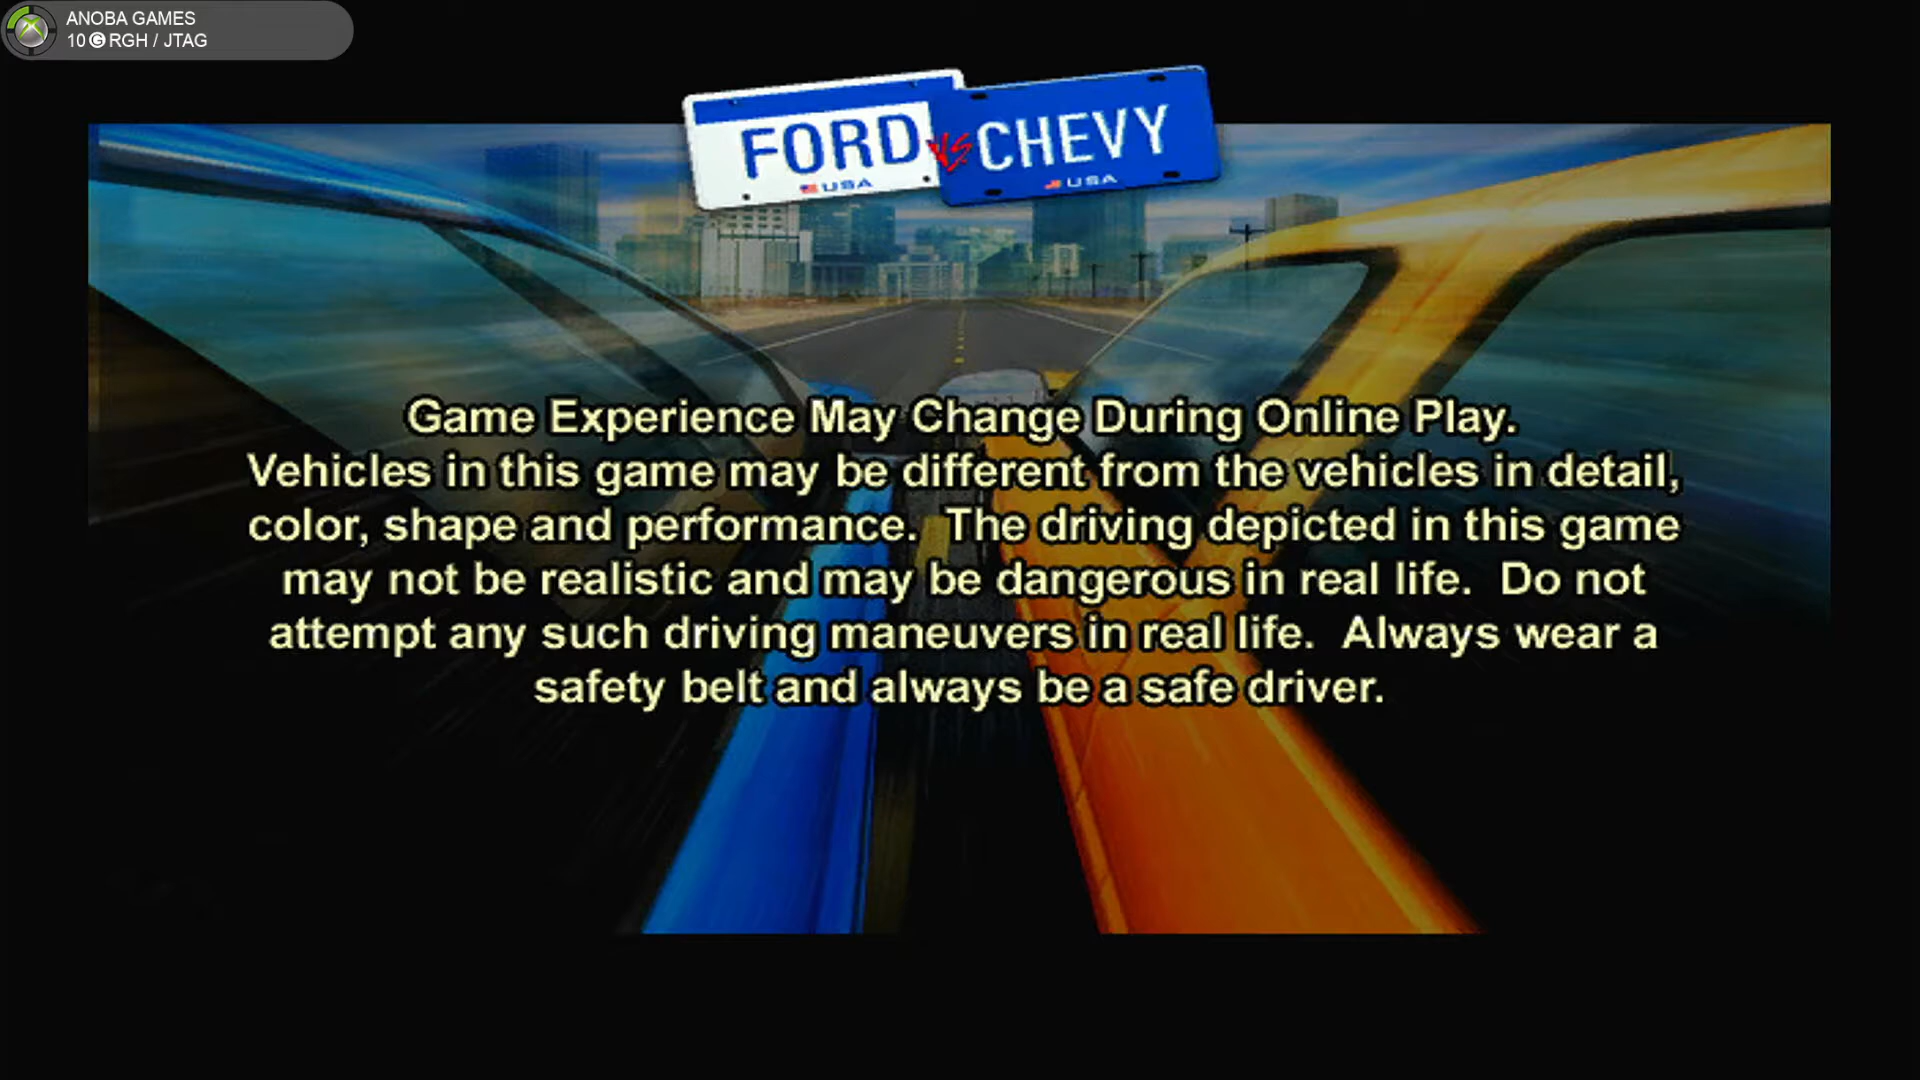 ANOBA GAMES
10 G RGH / JTAG
FORD VS CHEVY
USA USA
Game Experience May Change During Online Play.
Vehicles in this game may be different from the vehicles in detail,
color, shape and performance. The driving depicted in this game
may not be realistic and may be dangerous in real life. Do not
attempt any such driving maneuvers in real life. Always wear a
safety belt and always be a safe driver.